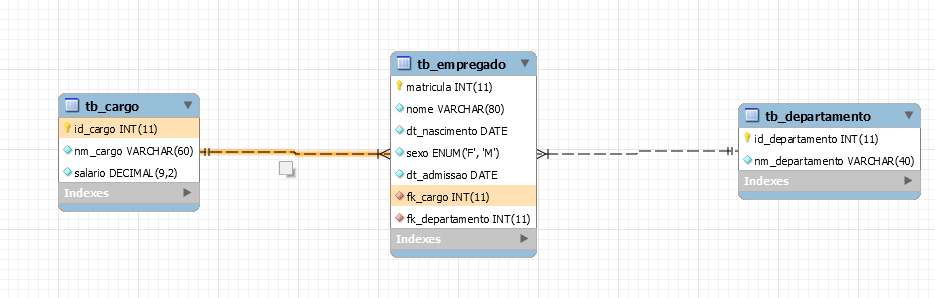 tb_cargo
id_cargo INT(11)
nm_cargo VARCHAR(60)
salario DECIMAL(9,2)
Indexes
tb_empregado
matricula INT(11)
nome VARCHAR(80)
dt_nascimento DATE
sexo ENUM('F', 'M')
dt_admissao DATE
fk_cargo INT(11)
fk_departamento INT(11)
Indexes
tb_departamento
id_departamento INT(11)
nm_departamento VARCHAR(40)
Indexes